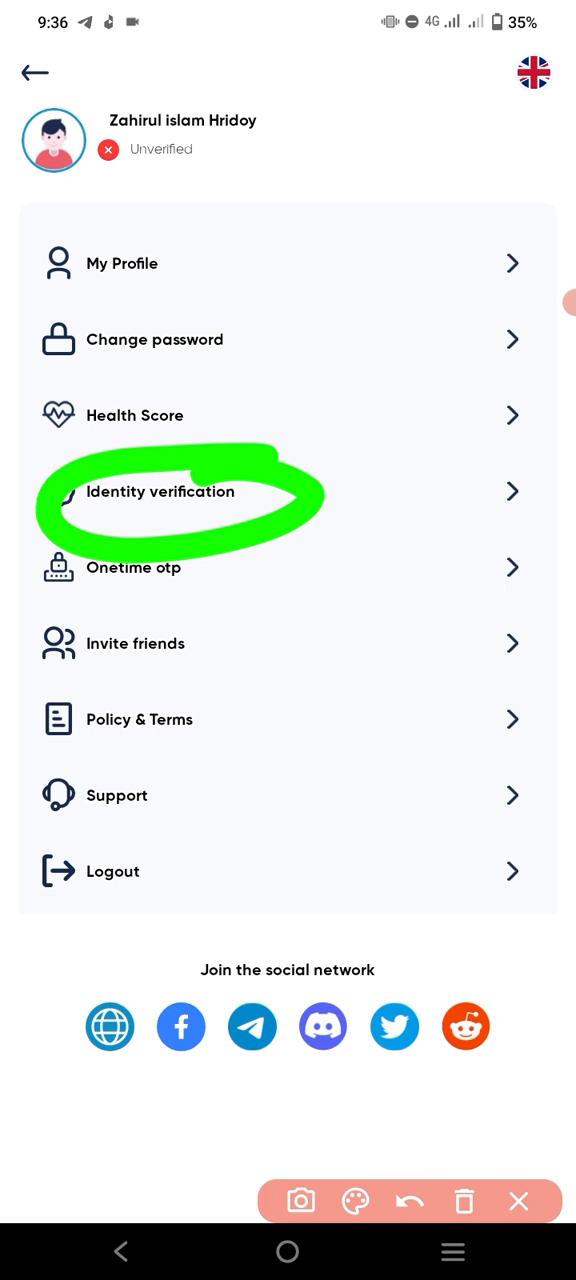 9:36 4G 35%
Zahirul islam Hridoy
Unverified
My Profile
Change password
Health Score
Identity verification
Onetime otp
Invite friends
Policy & Terms
Support
Logout
Join the social network